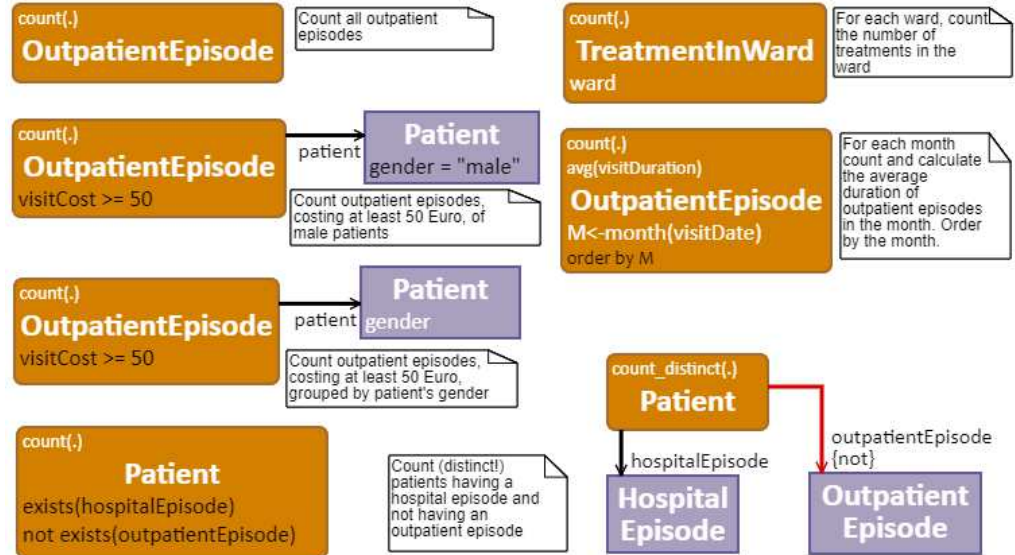 count(.)
OutpatientEpisode
Count all outpatient
episodes
count(.)
TreatmentInWard
ward
For each ward, count
the number of
treatments in the
ward
count(.)
OutpatientEpisode
visitCost >= 50
patient
Patient
gender = "male"
Count outpatient episodes,
costing at least 50 Euro, of
male patients
count(.)
avg(visitDuration)
OutpatientEpisode
M<-month(visitDate)
order by M
For each month
count and calculate
the average
duration of
outpatient episodes
in the month. Order
by the month.
count(.)
OutpatientEpisode
visitCost >= 50
patient
Patient
gender
Count outpatient episodes,
costing at least 50 Euro,
grouped by patient's gender
count(.)
Patient
exists(hospitalEpisode)
not exists(outpatientEpisode)
Count (distinct!)
patients having a
hospital episode and
not having an
outpatient episode
count_distinct(.)
Patient
hospitalEpisode
outpatientEpisode
{not}
Hospital
Episode
Outpatient
Episode